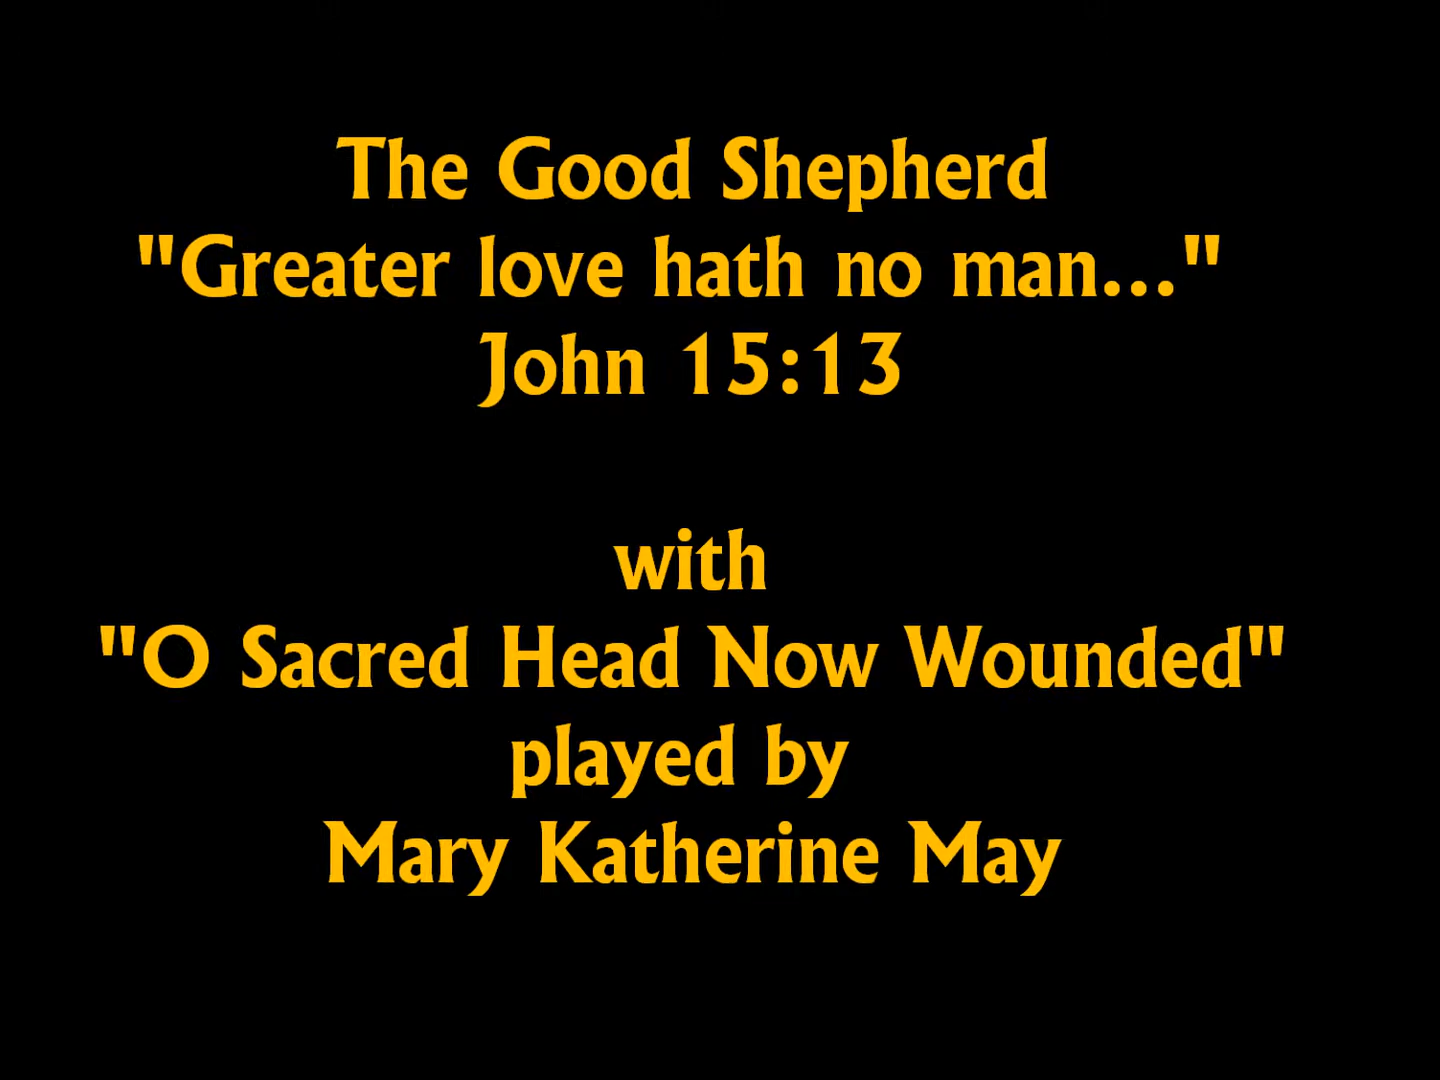 The Good Shepherd
"Greater love hath no man..."
John 15:13
with
"O Sacred Head Now Wounded"
played by
Mary Katherine May